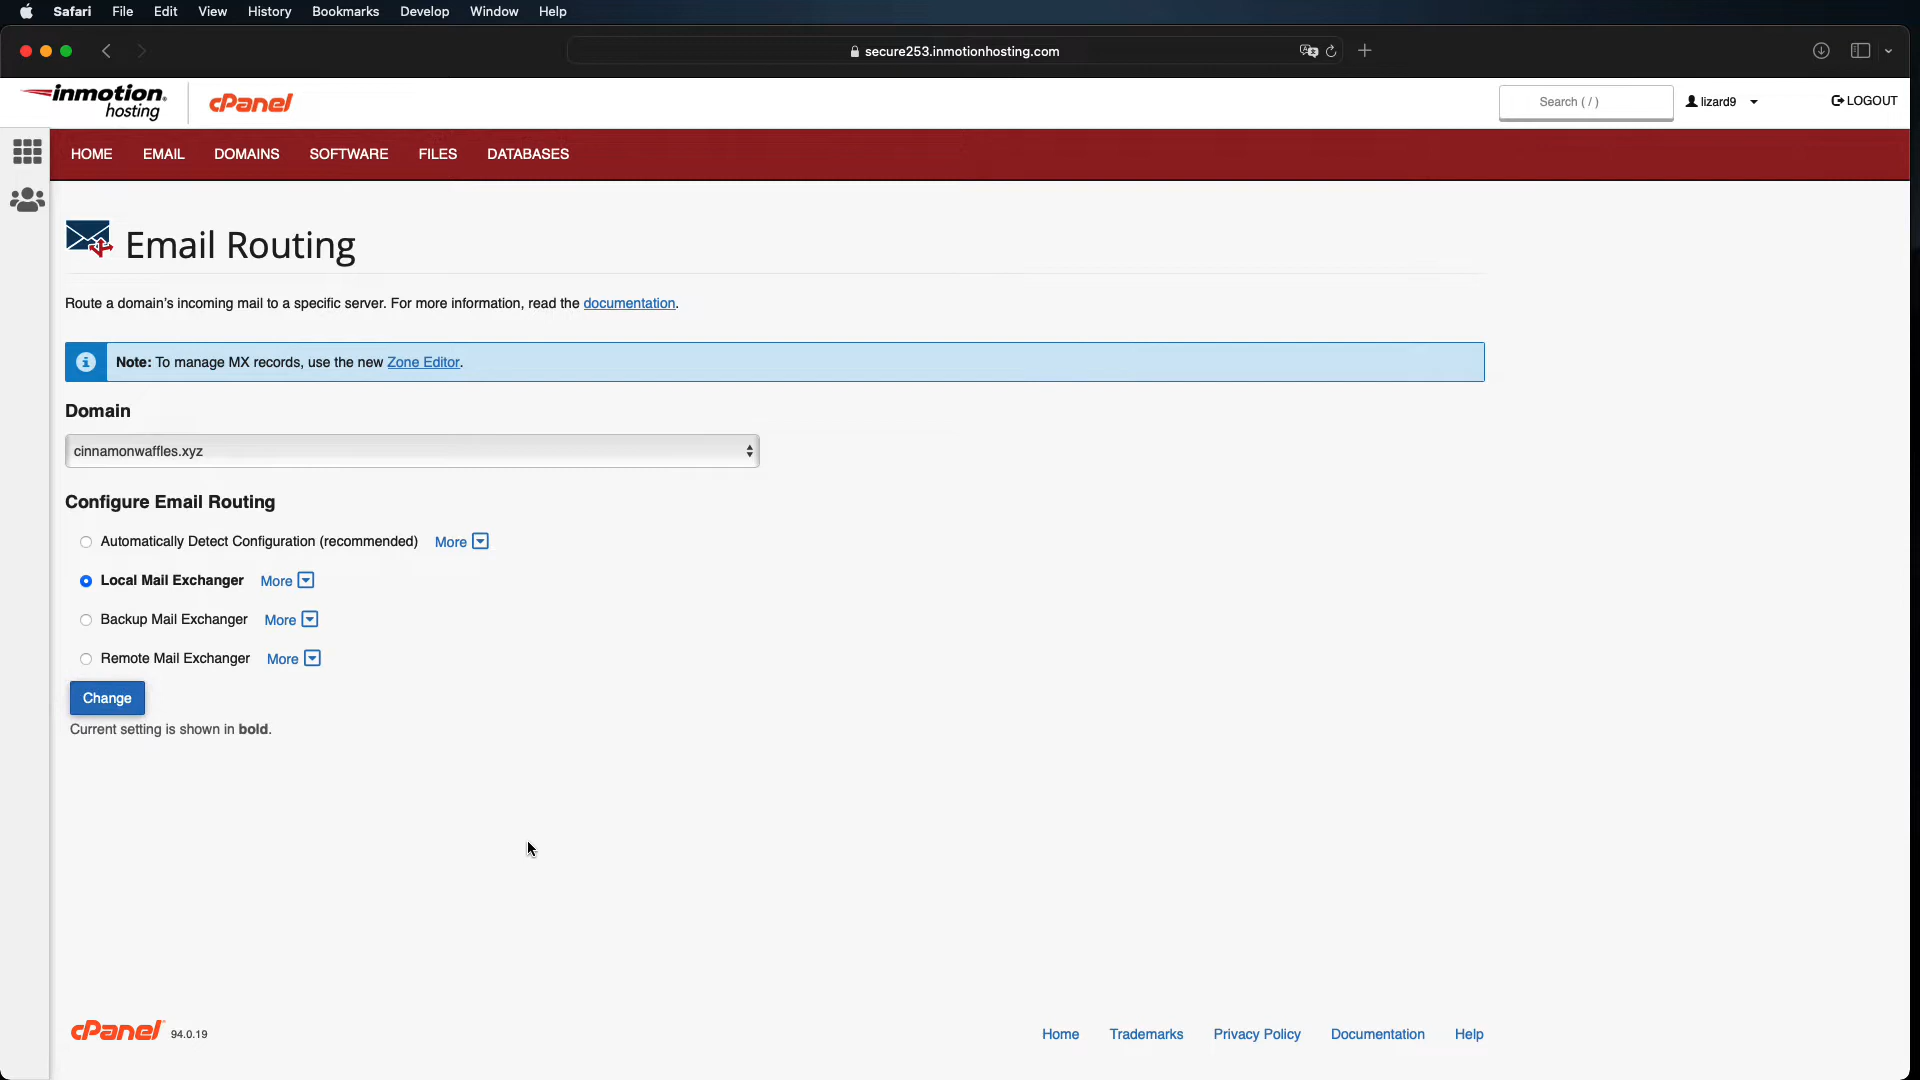 Safari File Edit View History Bookmarks Develop Window Help
secure253.inmotionhosting.com
inmotion hosting
cPanel
Search ( / )
lizard9
LOGOUT
HOME EMAIL DOMAINS SOFTWARE FILES DATABASES
Email Routing
Route a domain’s incoming mail to a specific server. For more information, read the documentation.
Note: To manage MX records, use the new Zone Editor.
Domain
cinnamonwaffles.xyz
Configure Email Routing
Automatically Detect Configuration (recommended) More
Local Mail Exchanger More
Backup Mail Exchanger More
Remote Mail Exchanger More
Change
Current setting is shown in bold.
cPanel 94.0.19
Home Trademarks Privacy Policy Documentation Help